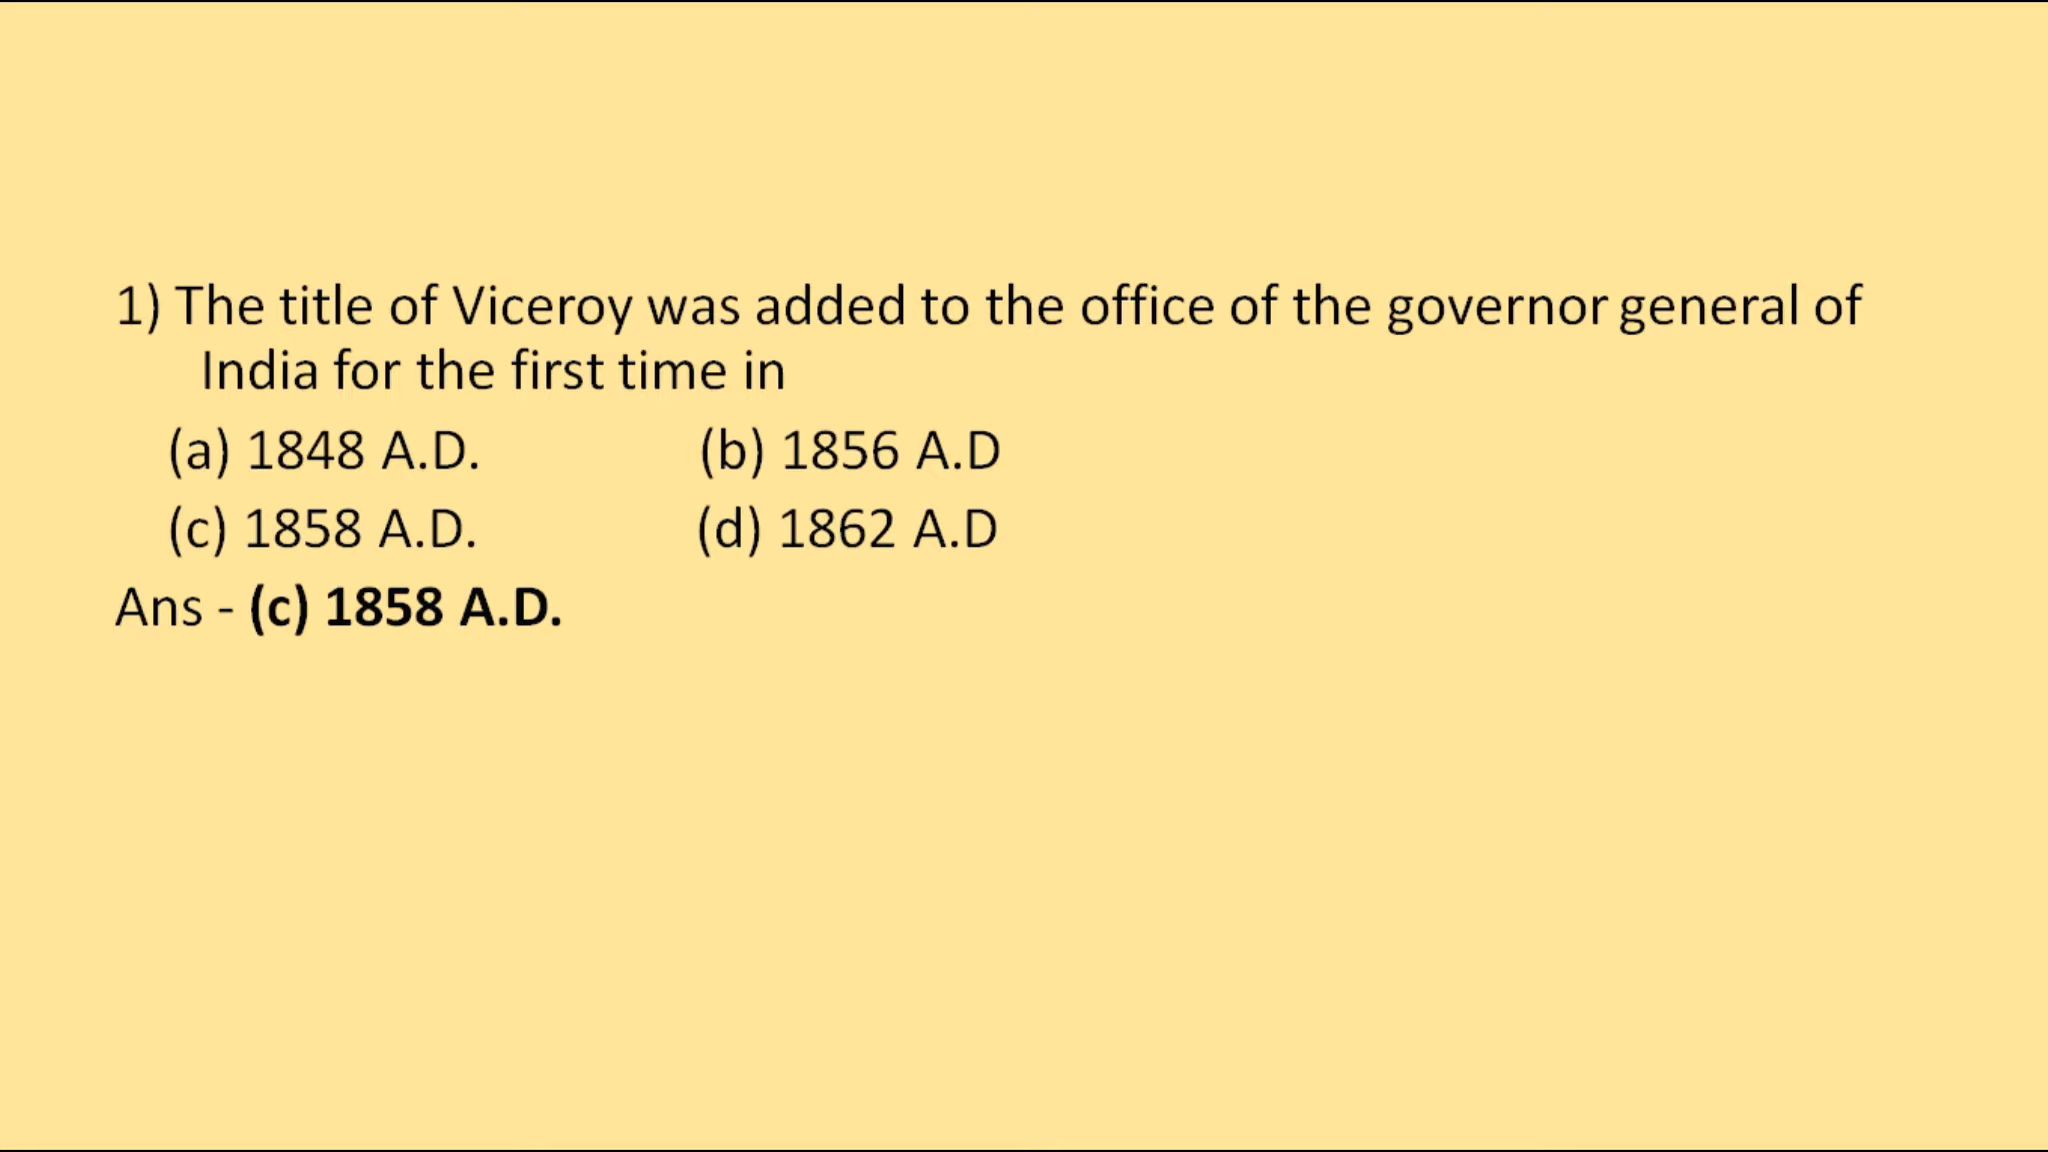 1) The title of Viceroy was added to the office of the governor general of
India for the first time in
(a) 1848 A.D. (b) 1856 A.D
(c) 1858 A.D. (d) 1862 A.D
Ans - (c) 1858 A.D.